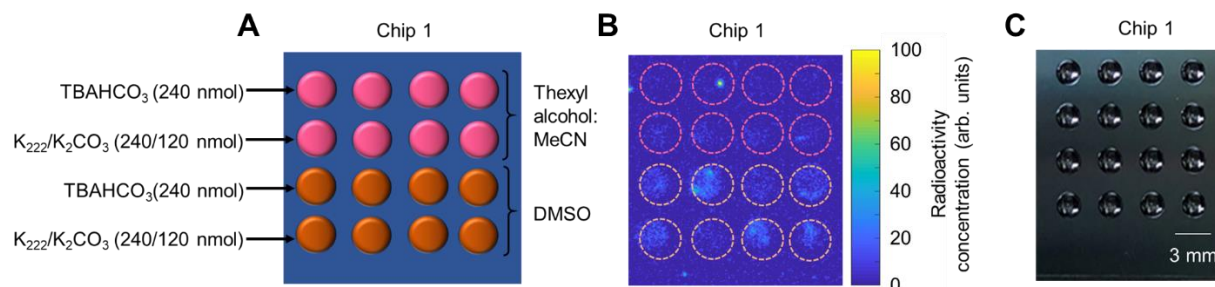 A
Chip 1
TBAHCO₃ (240 nmol)
K₂₂₂/K₂CO₃ (240/120 nmol)
TBAHCO₃(240 nmol)
K₂₂₂/K₂CO₃ (240/120 nmol)
Thexyl
alcohol:
MeCN
DMSO
B
Chip 1
100
80
60
40
20
0
Radioactivity
concentration (arb. units)
C
Chip 1
3 mm